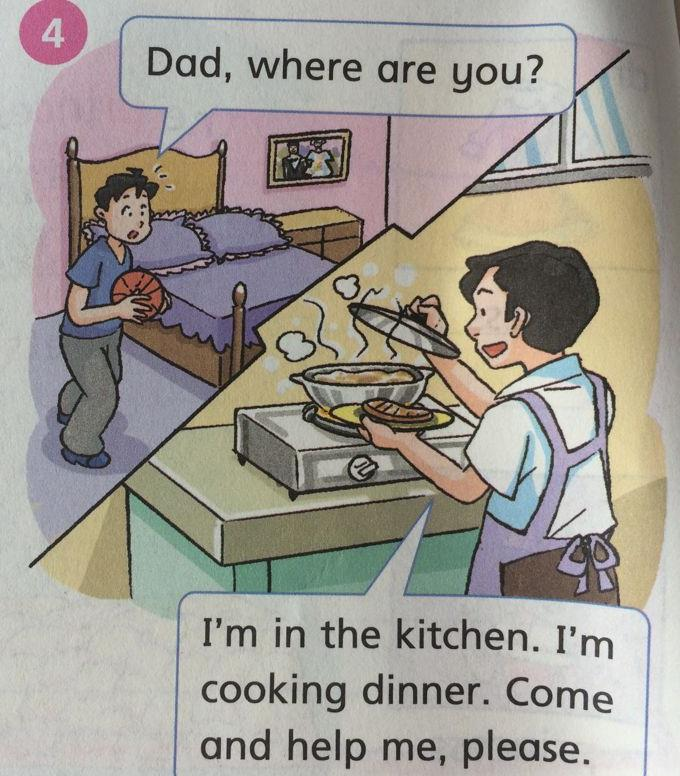 4
Dad, where are you?
I'm in the kitchen. I'm
cooking dinner. Come
and help me, please.